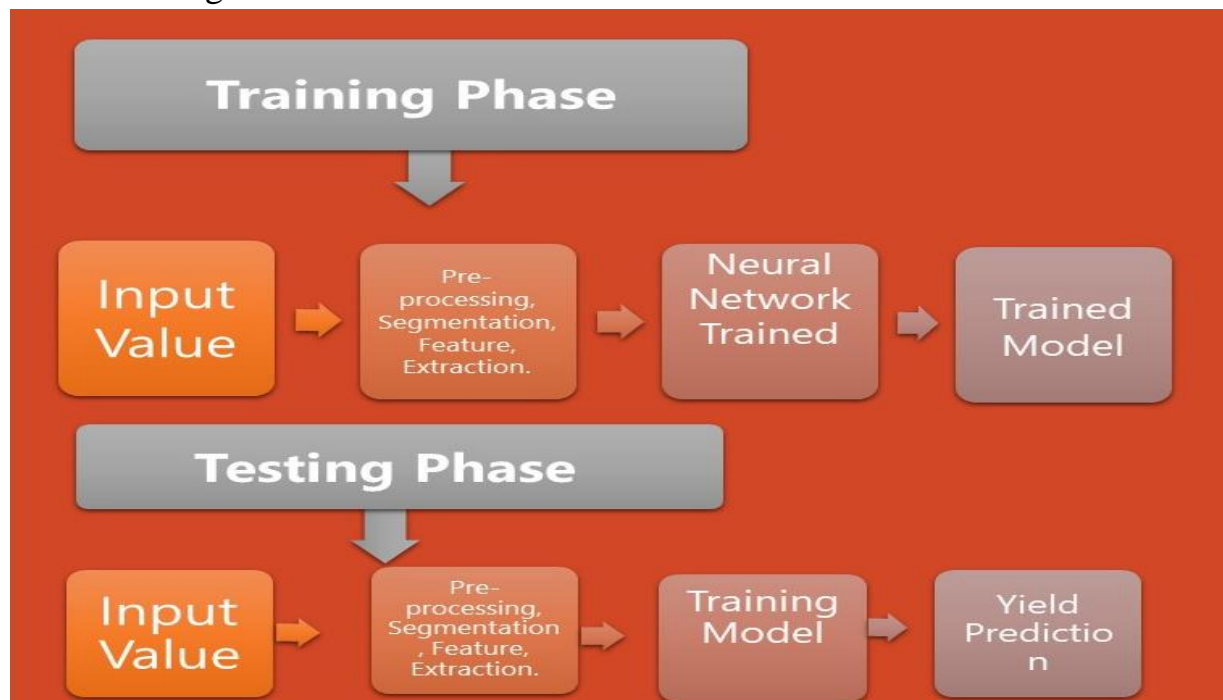 Training Phase
Input
Value
Pre-
processing,
Segmentation,
Feature,
Extraction.
Neural
Network
Trained
Trained
Model
Testing Phase
Input
Value
Pre-
processing,
Segmentation
, Feature,
Extraction.
Training
Model
Yield
Predictio
n